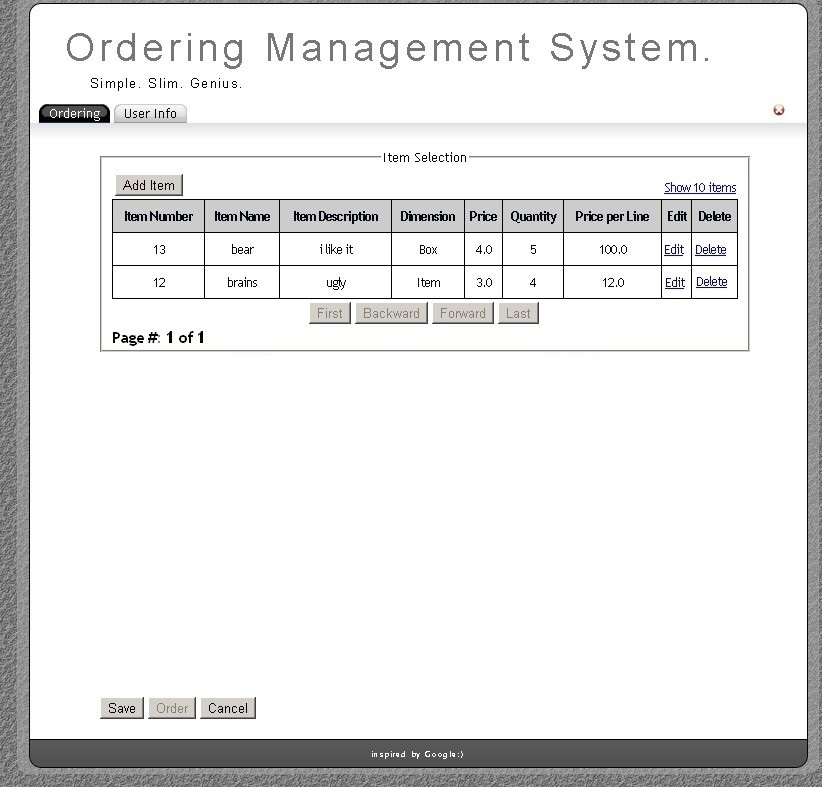 Ordering Management System.
Simple. Slim. Genius.
Ordering User Info
Item Selection
Add Item Show 10 items
Item Number Item Name Item Description Dimension Price Quantity Price per Line Edit Delete
13 bear i like it Box 4.0 5 100.0 Edit Delete
12 brains ugly Item 3.0 4 12.0 Edit Delete
First Backward Forward Last
Page #: 1 of 1
Save Order Cancel
inspired by Google:)